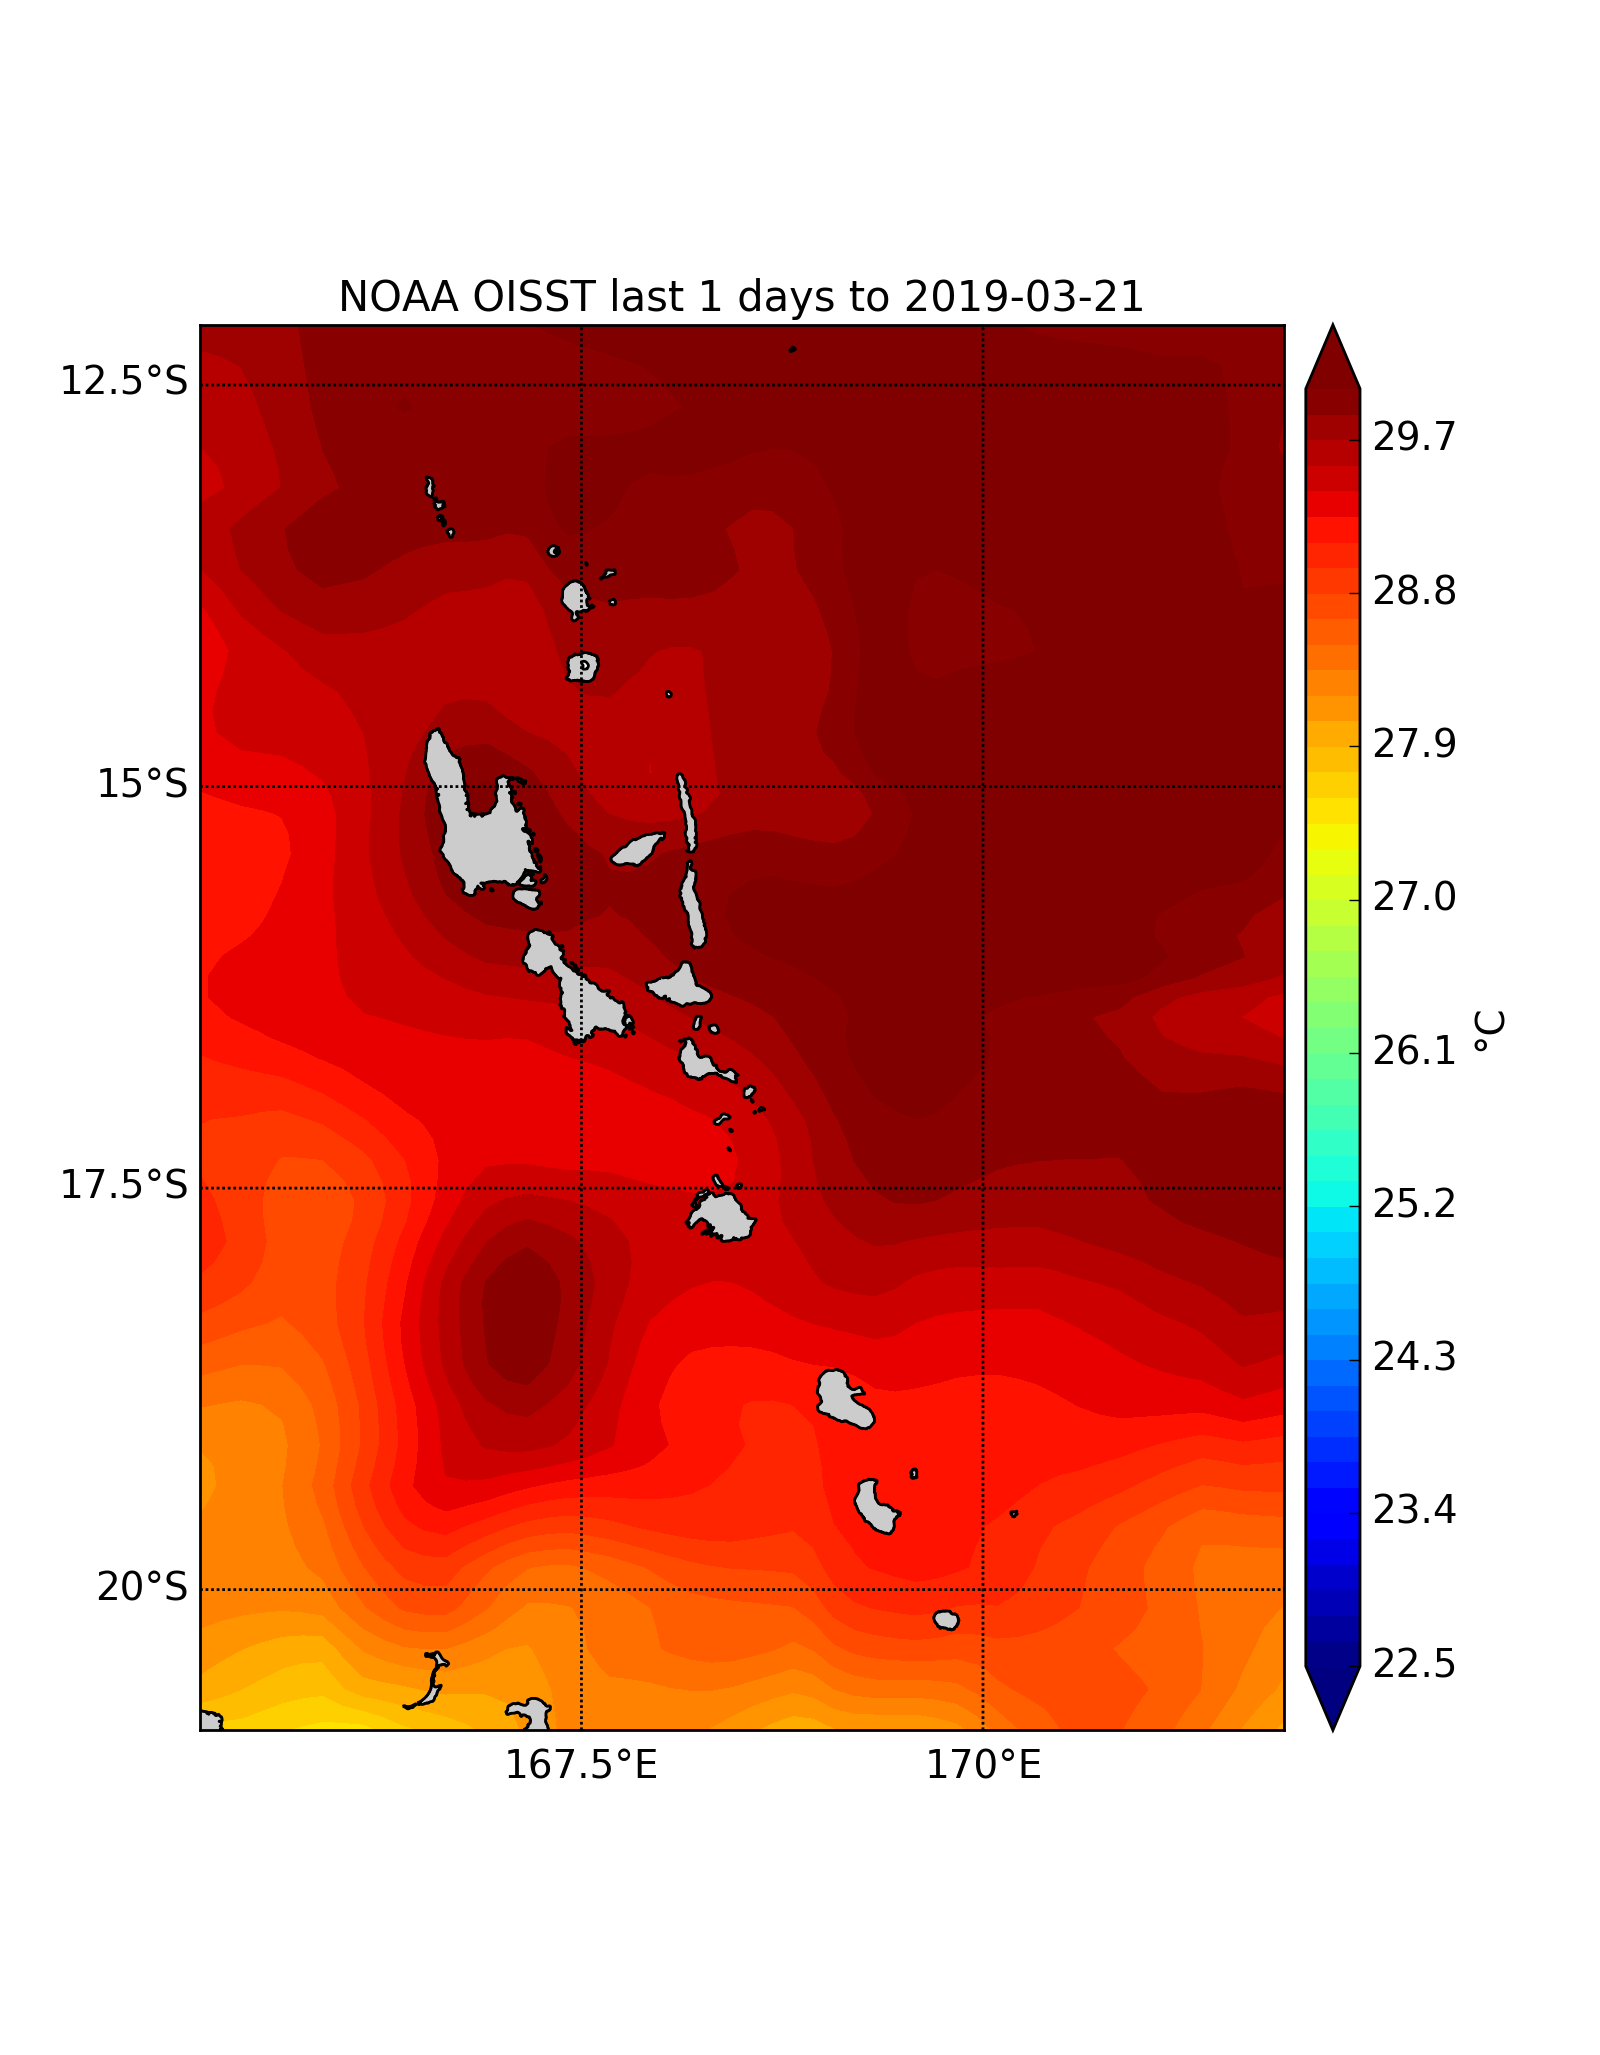 NOAA OISST last 1 days to 2019-03-21
12.5°S
15°S
17.5°S
20°S
167.5°E
170°E
29.7
28.8
27.9
27.0
26.1
25.2
24.3
23.4
22.5
°C